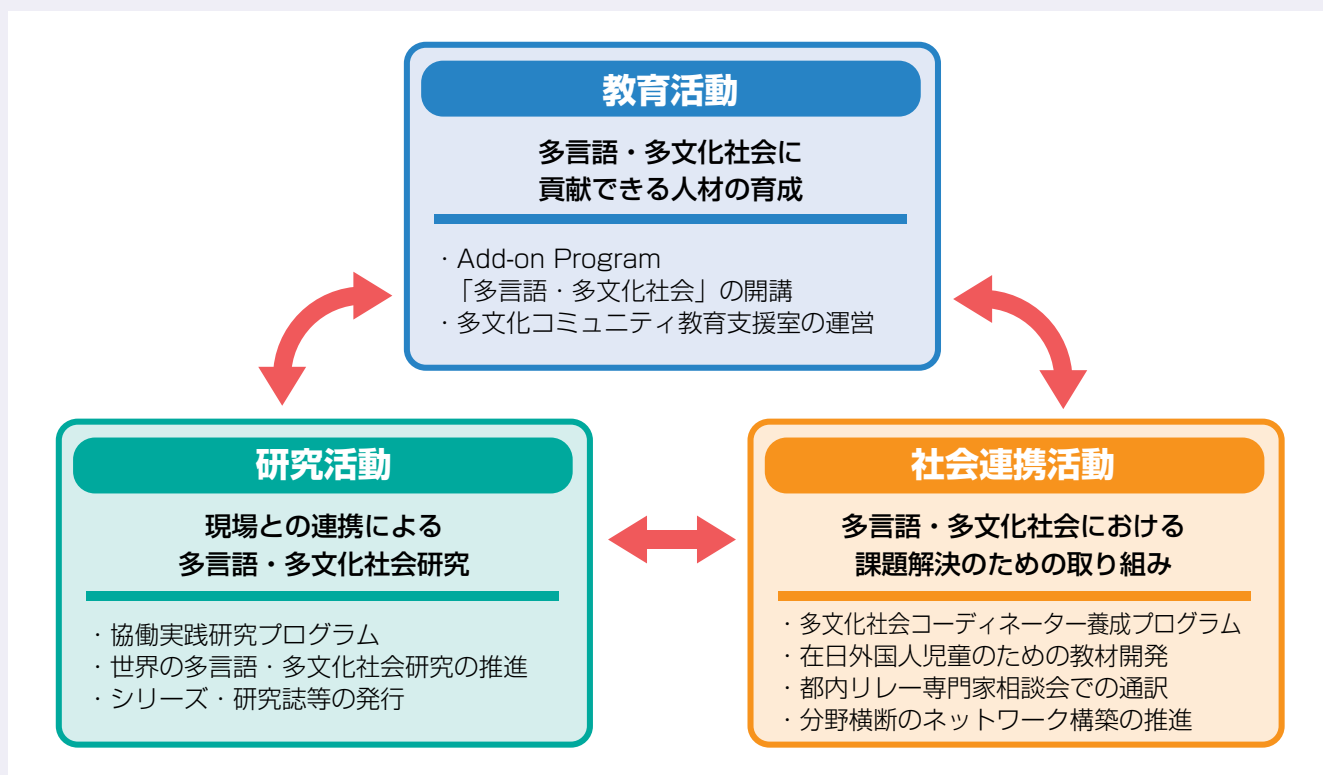 教育活動
多言語・多文化社会に
貢献できる人材の育成
・Add-on Program
「多言語・多文化社会」の開講
・多文化コミュニティ教育支援室の運営
研究活動
現場との連携による
多言語・多文化社会研究
・協働実践研究プログラム
・世界の多言語・多文化社会研究の推進
・シリーズ・研究誌等の発行
社会連携活動
多言語・多文化社会における
課題解決のための取り組み
・多文化社会コーディネーター養成プログラム
・在日外国人児童のための教材開発
・都内リレー専門家相談会での通訳
・分野横断のネットワーク構築の推進